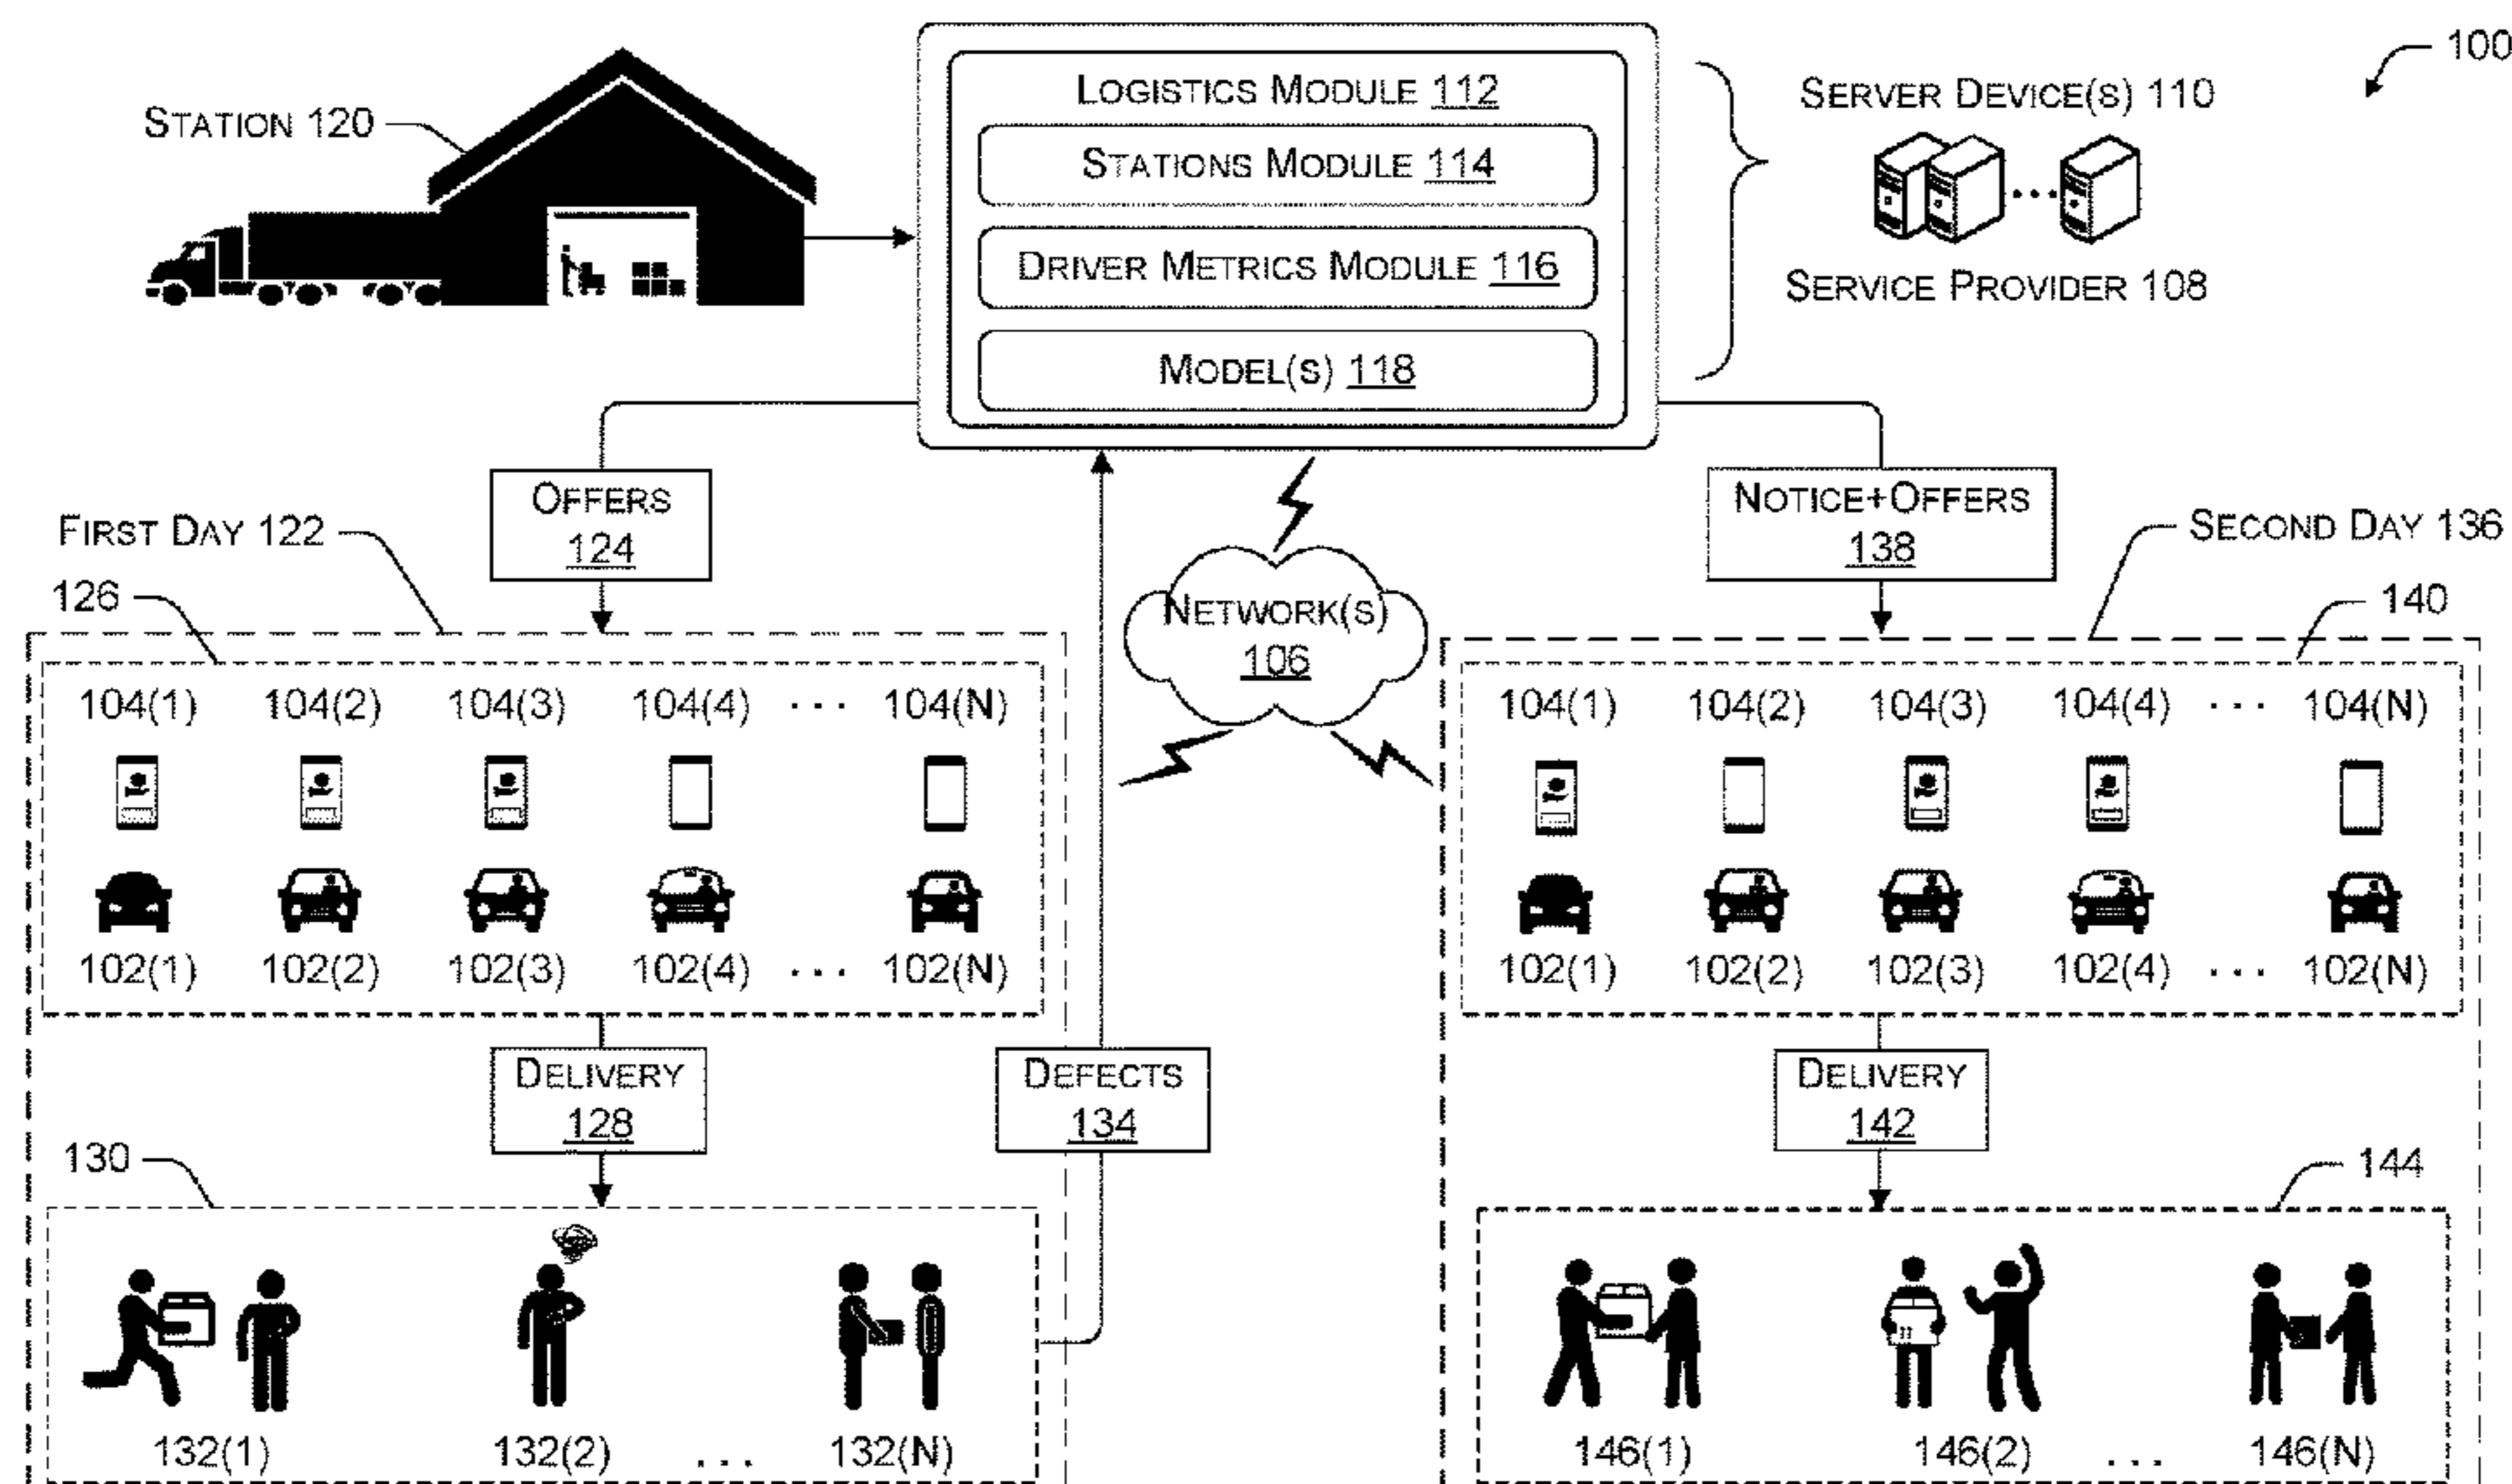 100
LOGISTICS MODULE 112
SERVER DEVICE(S) 110
STATION 120
STATIONS MODULE 114
DRIVER METRICS MODULE 116
SERVICE PROVIDER 108
MODEL(S) 118
OFFERS
124
NOTICE+OFFERS
138
FIRST DAY 122
SECOND DAY 136
126
NETWORK(S)
106
140
104(1) 104(2) 104(3) 104(4) ... 104(N)
102(1) 102(2) 102(3) 102(4) ... 102(N)
104(1) 104(2) 104(3) 104(4) ... 104(N)
102(1) 102(2) 102(3) 102(4) ... 102(N)
DELIVERY
128
DEFECTS
134
DELIVERY
142
130
144
132(1) 132(2) ... 132(N)
146(1) 146(2) ... 146(N)